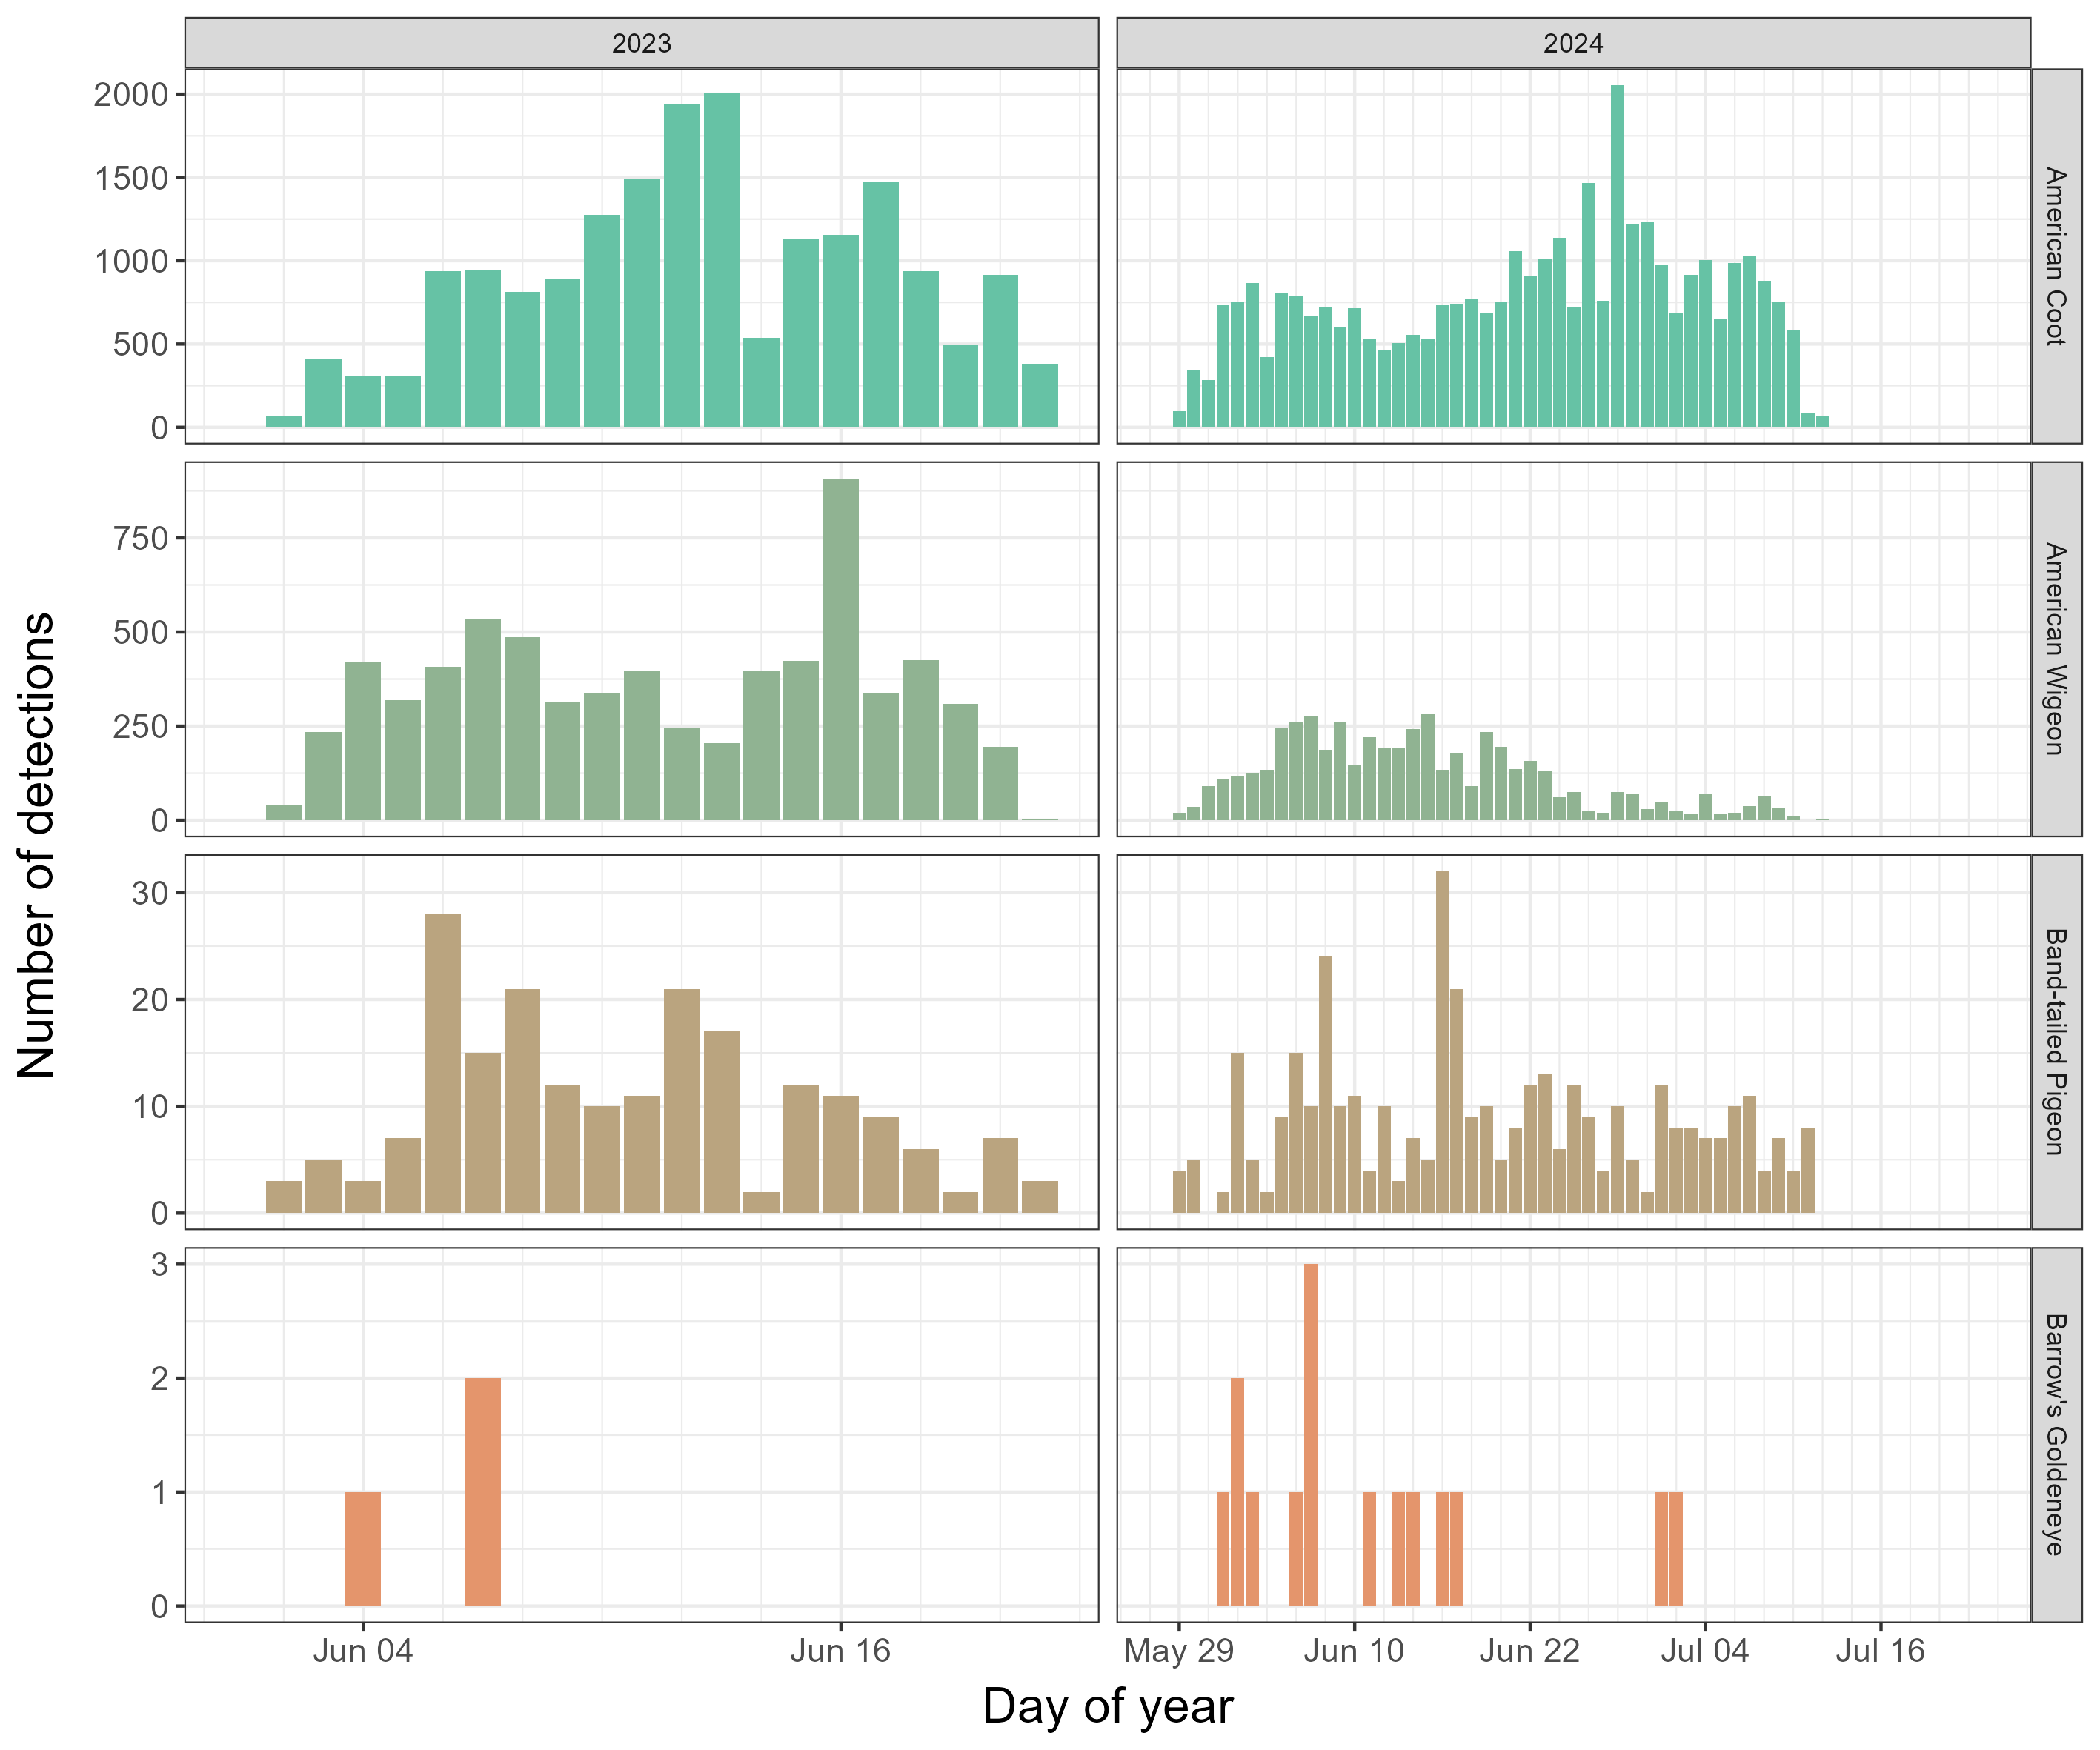 2023
2024
2000
1500
1000
500
0
American Coot
750
500
250
0
American Wigeon
30
20
10
0
Band-tailed Pigeon
3
2
1
0
Barrow's Goldeneye
Number of detections
Jun 04
Jun 16
May 29
Jun 10
Jun 22
Jul 04
Jul 16
Day of year